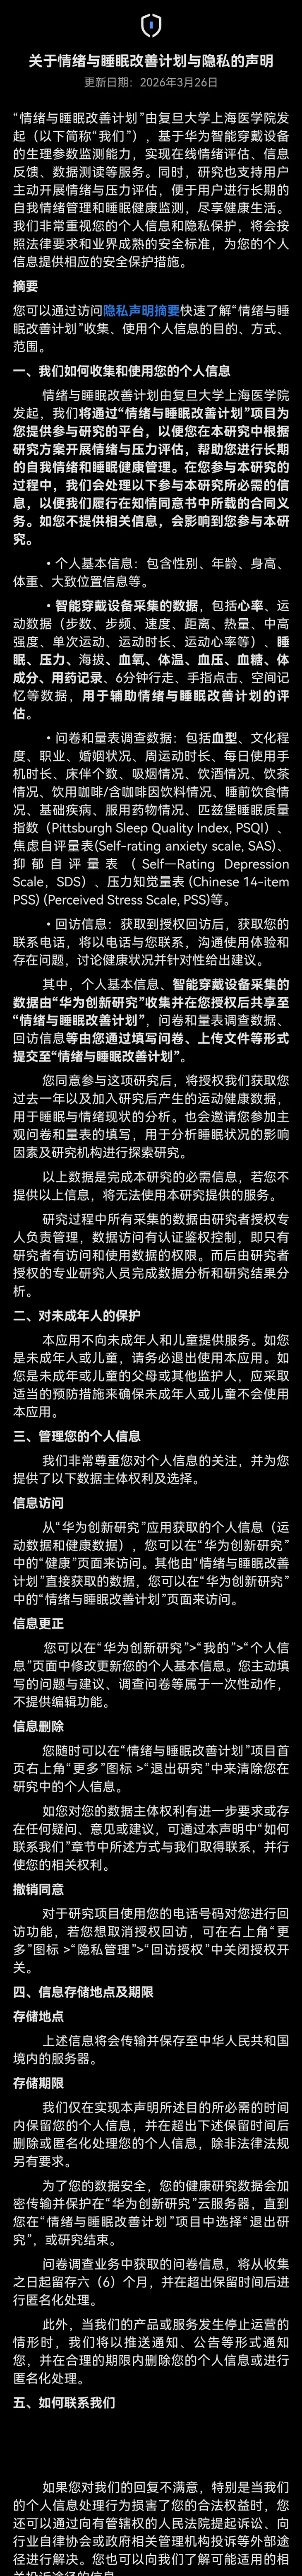 关于情绪与睡眠改善计划与隐私的声明
更新日期：2026年3月26日
“情绪与睡眠改善计划”由复旦大学上海医学院发
起（以下简称“我们”），基于华为智能穿戴设备
的生理参数监测能力，实现在线情绪评估、信息
反馈、数据测读等服务。同时，研究也支持用户
主动开展情绪与压力评估，便于用户进行长期的
自我情绪管理和睡眠健康监测，尽享健康生活。
我们非常重视您的个人信息和隐私保护，将会按
照法律要求和业界成熟的安全标准，为您的个人
信息提供相应的安全保护措施。
摘要
您可以通过访问隐私声明摘要快速了解“情绪与睡
眠改善计划”收集、使用个人信息的目的、方式、
范围。
一、我们如何收集和使用您的个人信息
情绪与睡眠改善计划由复旦大学上海医学院
发起，我们将通过“情绪与睡眠改善计划”项目为
您提供参与研究的平台，以便您在本研究中根据
研究方案开展情绪与压力评估，帮助您进行长期
的自我情绪和睡眠健康管理。在您参与本研究的
过程中，我们会处理以下参与本研究所必需的信
息，以便我们履行在知情同意书中所载的合同义
务。如您不提供相关信息，会影响到您参与本研
究。
•个人基本信息：包含性别、年龄、身高、
体重、大致位置信息等。
•智能穿戴设备采集的数据，包括心率、运
动数据（步数、步频、速度、距离、热量、中高
强度、单次运动、运动时长、运动心率等）、睡
眠、压力、海拔、血氧、体温、血压、血糖、体
成分、用药记录、6分钟行走、手指点击、空间记
忆等数据，用于辅助情绪与睡眠改善计划的评
估。
•问卷和量表调查数据：包括血型、文化程
度、职业、婚姻状况、周运动时长、每日使用手
机时长、床伴个数、吸烟情况、饮酒情况、饮茶
情况、饮用咖啡/含咖啡因饮料情况、睡前饮食情
况、基础疾病、服用药物情况、匹兹堡睡眠质量
指数（Pittsburgh Sleep Quality Index, PSQI）、
焦虑自评量表(Self-rating anxiety scale, SAS)、
抑郁自评量表（Self—Rating Depression
Scale，SDS）、压力知觉量表 (Chinese 14-item
PSS) (Perceived Stress Scale, PSS)等。
•回访信息：获取到授权回访后，获取您的
联系电话，将以电话与您联系，沟通使用体验和
存在问题，讨论健康状况并针对性给出建议。
其中，个人基本信息、智能穿戴设备采集的
数据由“华为创新研究”收集并在您授权后共享至
“情绪与睡眠改善计划”，问卷和量表调查数据、
回访信息等由您通过填写问卷、上传文件等形式
提交至“情绪与睡眠改善计划”。
您同意参与这项研究后，将授权我们获取您
过去一年以及加入研究后产生的运动健康数据，
用于睡眠与情绪现状的分析。也会邀请您参加主
观问卷和量表的填写，用于分析睡眠状况的影响
因素及研究机构进行探索研究。
以上数据是完成本研究的必需信息，若您不
提供以上信息，将无法使用本研究提供的服务。
研究过程中所有采集的数据由研究者授权专
人负责管理，数据访问有认证鉴权控制，即只有
研究者有访问和使用数据的权限。而后由研究者
授权的专业研究人员完成数据分析和研究结果分
析。
二、对未成年人的保护
本应用不向未成年人和儿童提供服务。如您
是未成年人或儿童，请务必退出使用本应用。如
您是未成年或儿童的父母或其他监护人，应采取
适当的预防措施来确保未成年人或儿童不会使用
本应用。
三、管理您的个人信息
我们非常尊重您对个人信息的关注，并为您
提供了以下数据主体权利及选择。
信息访问
从“华为创新研究”应用获取的个人信息（运
动数据和健康数据），您可以在“华为创新研究”
中的“健康”页面来访问。其他由“情绪与睡眠改善
计划”直接获取的数据，您可以在“华为创新研究”
中的“情绪与睡眠改善计划”页面来访问。
信息更正
您可以在“华为创新研究”>“我的”>“个人信
息”页面中修改更新您的个人基本信息。您主动填
写的问题与建议、调查问卷等属于一次性动作，
不提供编辑功能。
信息删除
您随时可以在“情绪与睡眠改善计划”项目首
页右上角“更多”图标 >“退出研究”中来清除您在
研究中的个人信息。
如您对您的数据主体权利有进一步要求或存
在任何疑问、意见或建议，可通过本声明中“如何
联系我们”章节中所述方式与我们取得联系，并行
使您的相关权利。
撤销同意
对于研究项目使用您的电话号码对您进行回
访功能，若您想取消授权回访，可在右上角“更
多”图标 >“隐私管理”>“回访授权”中关闭授权开
关。
四、信息存储地点及期限
存储地点
上述信息将会传输并保存至中华人民共和国
境内的服务器。
存储期限
我们仅在实现本声明所述目的所必需的时间
内保留您的个人信息，并在超出下述保留时间后
删除或匿名化处理您的个人信息，除非法律法规
另有要求。
为了您的数据安全，您的健康研究数据会加
密传输并保护在“华为创新研究”云服务器，直到
您在“情绪与睡眠改善计划”项目中选择“退出研
究”，或研究结束。
问卷调查业务中获取的问卷信息，将从收集
之日起留存六（6）个月，并在超出保留时间后进
行匿名化处理。
此外，当我们的产品或服务发生停止运营的
情形时，我们将以推送通知、公告等形式通知
您，并在合理的期限内删除您的个人信息或进行
匿名化处理。
五、如何联系我们
如果您对我们的回复不满意，特别是当我们
的个人信息处理行为损害了您的合法权益时，您
还可以通过向有管辖权的人民法院提起诉讼、向
行业自律协会或政府相关管理机构投诉等外部途
径进行解决。您也可以向我们了解可能适用的相